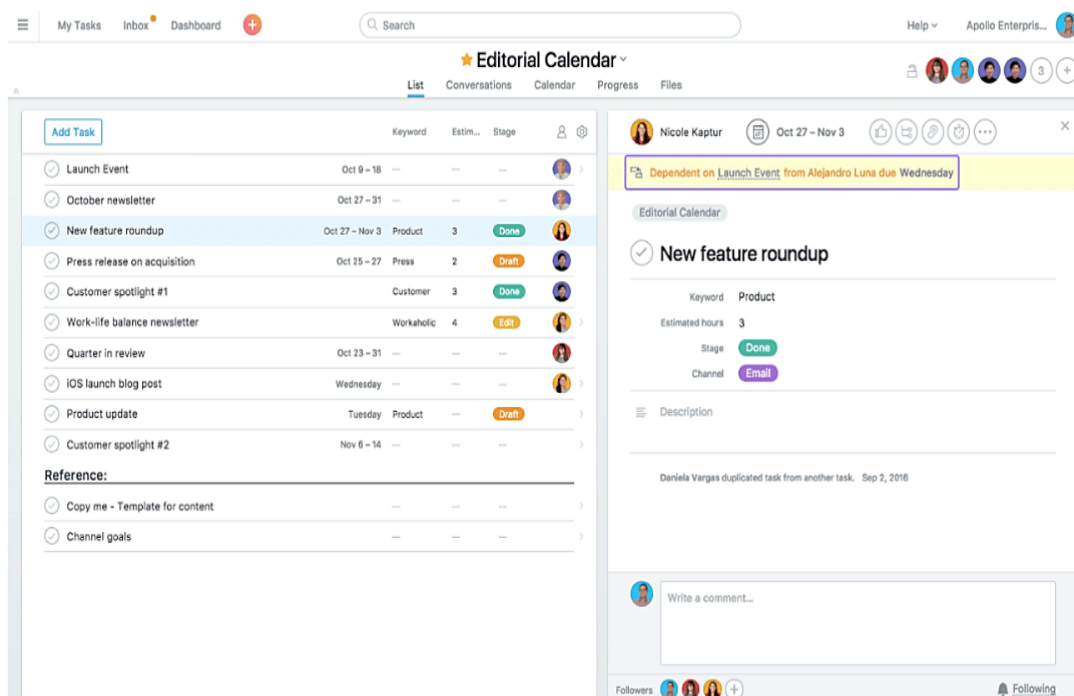 My Tasks Inbox Dashboard + Search Help Apollo Enterpris...
Editorial Calendar
List Conversations Calendar Progress Files
3 +
Add Task Keyword Estim... Stage
Launch Event Oct 9 – 18 — — —
October newsletter Oct 27 – 31 — — —
New feature roundup Oct 27 – Nov 3 Product 3 Done
Press release on acquisition Oct 25 – 27 Press 2 Draft
Customer spotlight #1 Customer 3 Done
Work-life balance newsletter Workaholic 4 Edit
Quarter in review Oct 23 – 31 — — —
iOS launch blog post Wednesday — — —
Product update Tuesday Product — Draft
Customer spotlight #2 Nov 6 – 14 — — —
Reference:
Copy me - Template for content — — —
Channel goals — — —
Nicole Kaptur Oct 27 – Nov 3
Dependent on Launch Event from Alejandro Luna due Wednesday
Editorial Calendar
New feature roundup
Keyword Product
Estimated hours 3
Stage Done
Channel Email
Description
Daniela Vargas duplicated task from another task. Sep 2, 2016
Write a comment...
Followers + Following